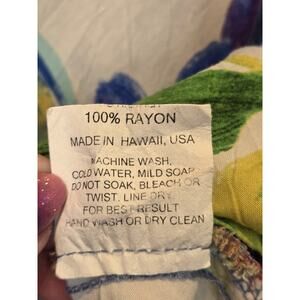 100% RAYON
MADE IN HAWAII, USA
MACHINE WASH,
COLD WATER, MILD SOAP
DO NOT SOAK, BLEACH OR
TWIST. LINE DRY
FOR BEST RESULT
HAND WASH OR DRY CLEAN